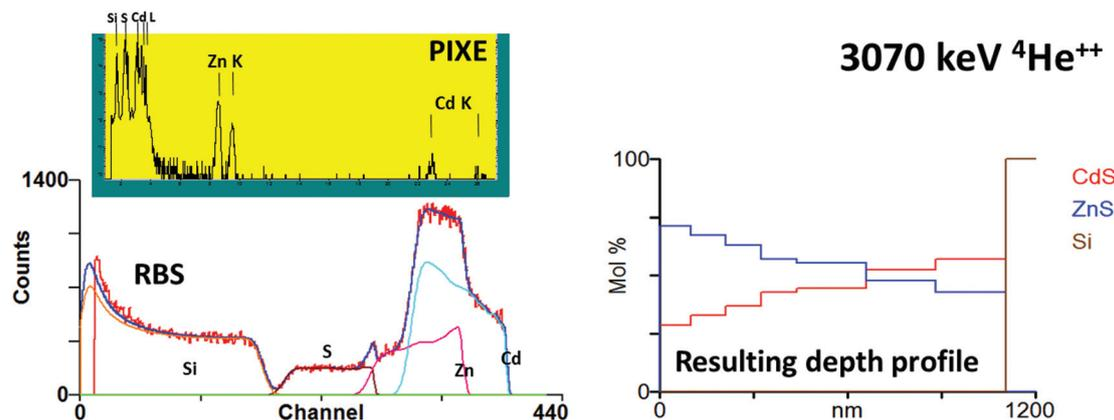 Si S Cd L
PIXE
Zn K
Cd K
3070 keV ⁴He⁺⁺
1400
Counts
RBS
Si
S
Zn
Cd
0
0
Channel
440
100
Mol %
CdS
ZnS
Si
Resulting depth profile
0
0
nm
1200